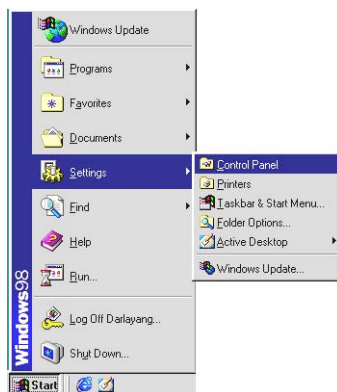 Windows Update
Programs
Favorites
Documents
Settings
Find
Help
Run...
Log Off Darlayang...
Shut Down...
Control Panel
Printers
Taskbar & Start Menu...
Folder Options...
Active Desktop
Windows Update...
Windows98
Start